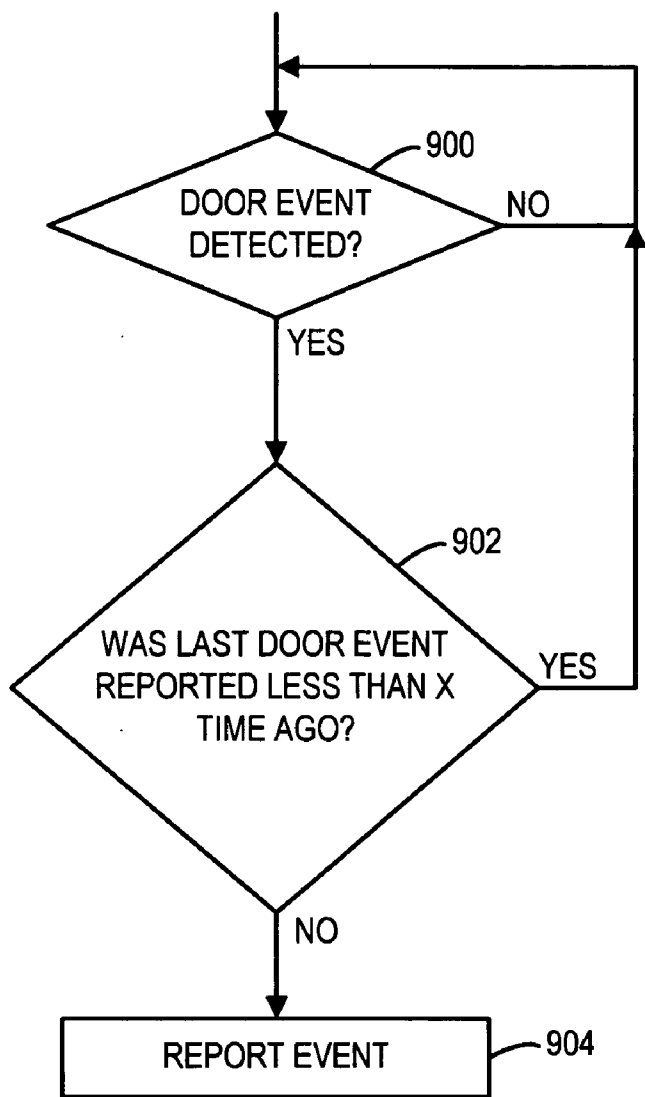 900
DOOR EVENT
DETECTED?
NO
YES
902
WAS LAST DOOR EVENT
REPORTED LESS THAN X
TIME AGO?
YES
NO
REPORT EVENT
904